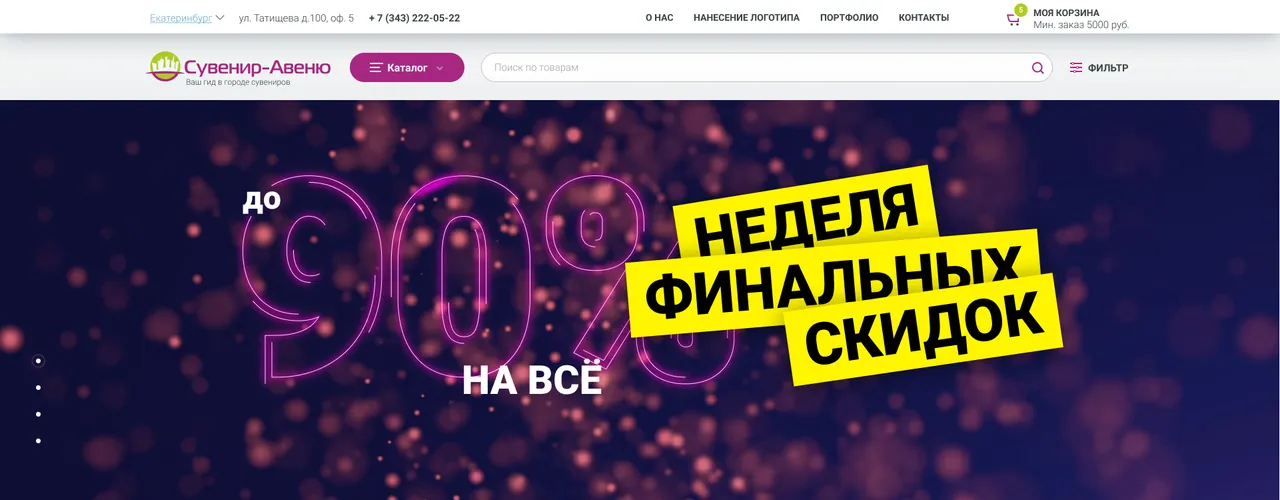 Екатеринбург ул. Татищева д.100, оф. 5 + 7 (343) 222-05-22 О НАС НАНЕСЕНИЕ ЛОГОТИПА ПОРТФОЛИО КОНТАКТЫ 5 МОЯ КОРЗИНА
Мин. заказ 5000 руб.
Сувенир-Авеню Каталог Поиск по товарам ФИЛЬТР
Ваш гид в городе сувениров
до 90%
НА ВСЁ
НЕДЕЛЯ
ФИНАЛЬНЫХ
СКИДОК